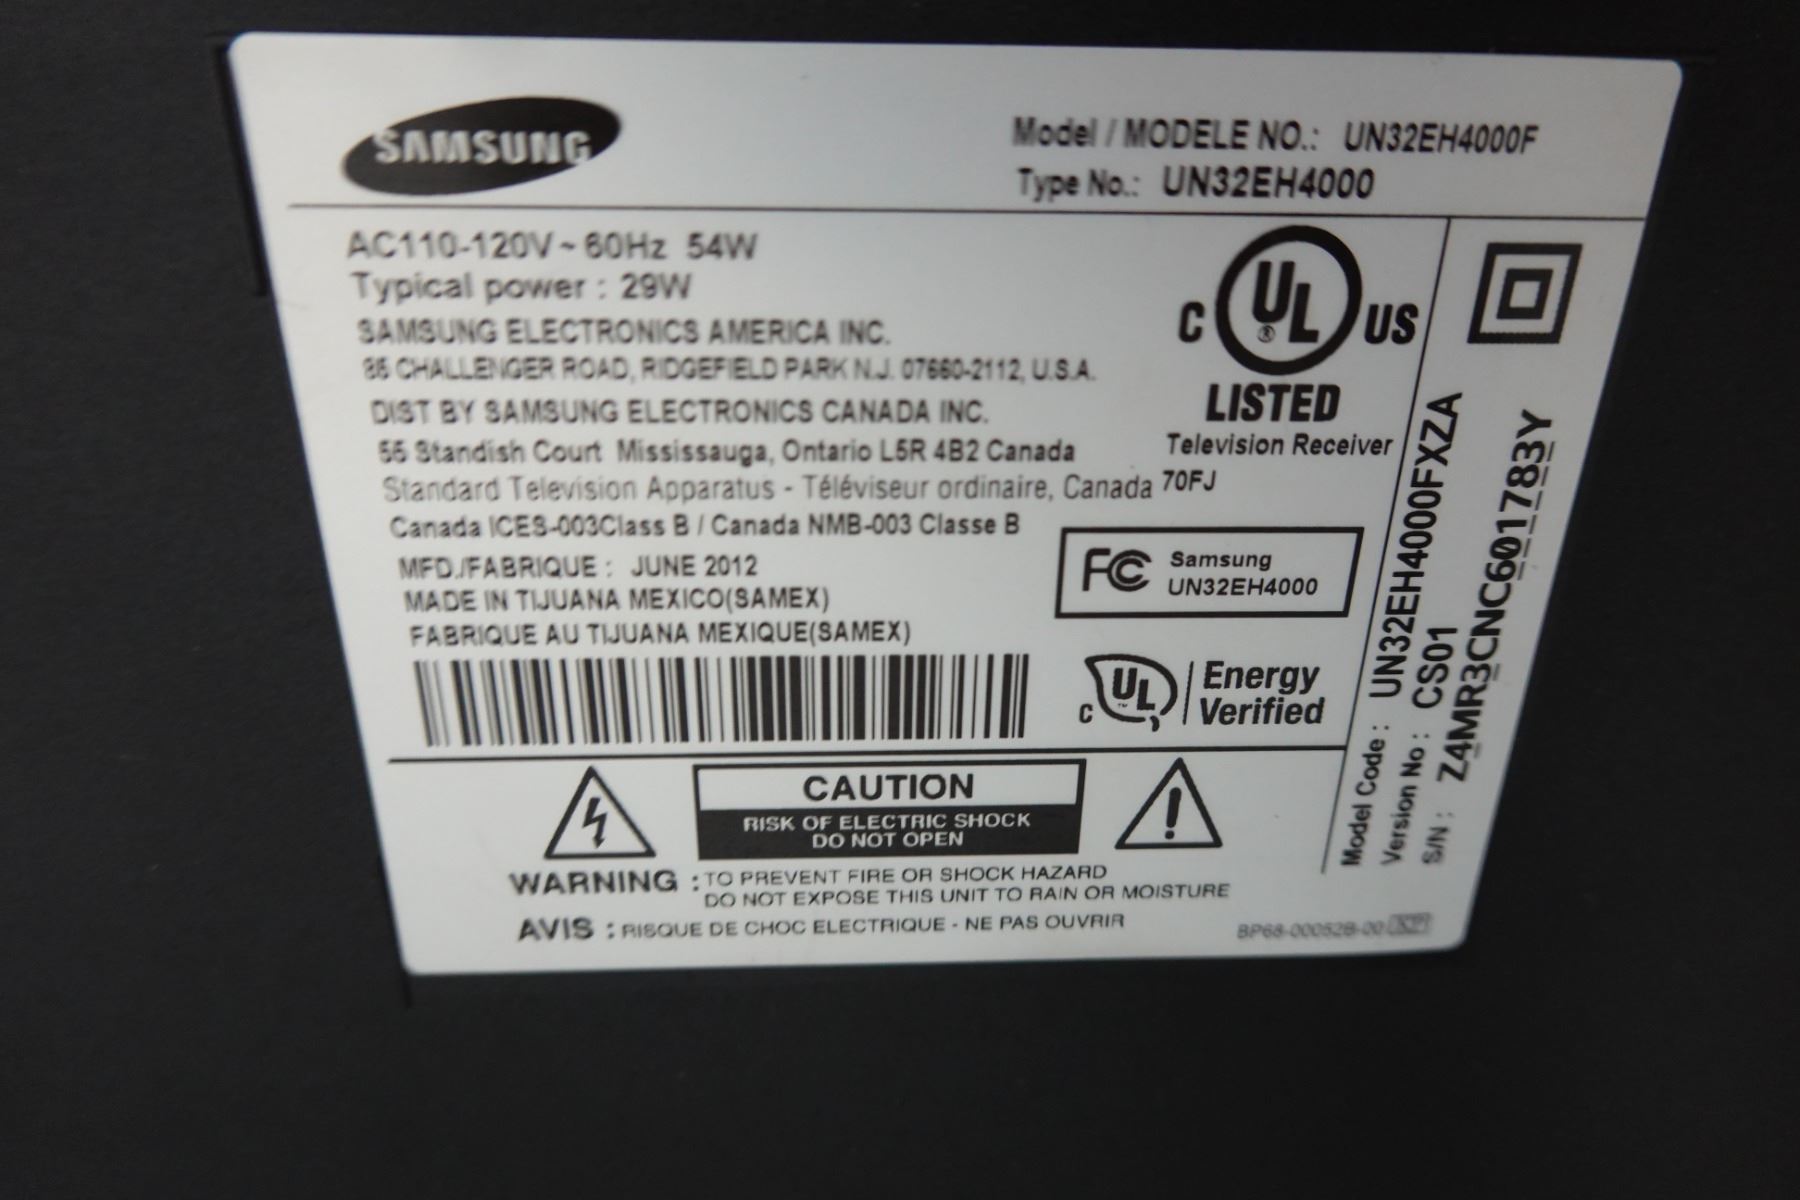 SAMSUNG
Model / MODELE NO.: UN32EH4000F
Type No.: UN32EH4000
AC110-120V~60Hz 54W
Typical power : 29W
SAMSUNG ELECTRONICS AMERICA INC.
85 CHALLENGER ROAD, RIDGEFIELD PARK N.J. 07660-2112, U.S.A.
DIST BY SAMSUNG ELECTRONICS CANADA INC.
55 Standish Court Mississauga, Ontario L5R 4B2 Canada
Standard Television Apparatus - Téléviseur ordinaire, Canada
Canada ICES-003Class B / Canada NMB-003 Classe B
MFD./FABRIQUE : JUNE 2012
MADE IN TIJUANA MEXICO(SAMEX)
FABRIQUE AU TIJUANA MEXIQUE(SAMEX)
C UL ® US
LISTED
Television Receiver
70FJ
FC Samsung
UN32EH4000
C UL ™ Energy
Verified
Model Code : UN32EH4000FXZA
Version No : CS01
S/N : Z4MR3CNC601783Y
CAUTION
RISK OF ELECTRIC SHOCK
DO NOT OPEN
WARNING : TO PREVENT FIRE OR SHOCK HAZARD
DO NOT EXPOSE THIS UNIT TO RAIN OR MOISTURE
AVIS : RISQUE DE CHOC ELECTRIQUE - NE PAS OUVRIR
BP68-00052B-00